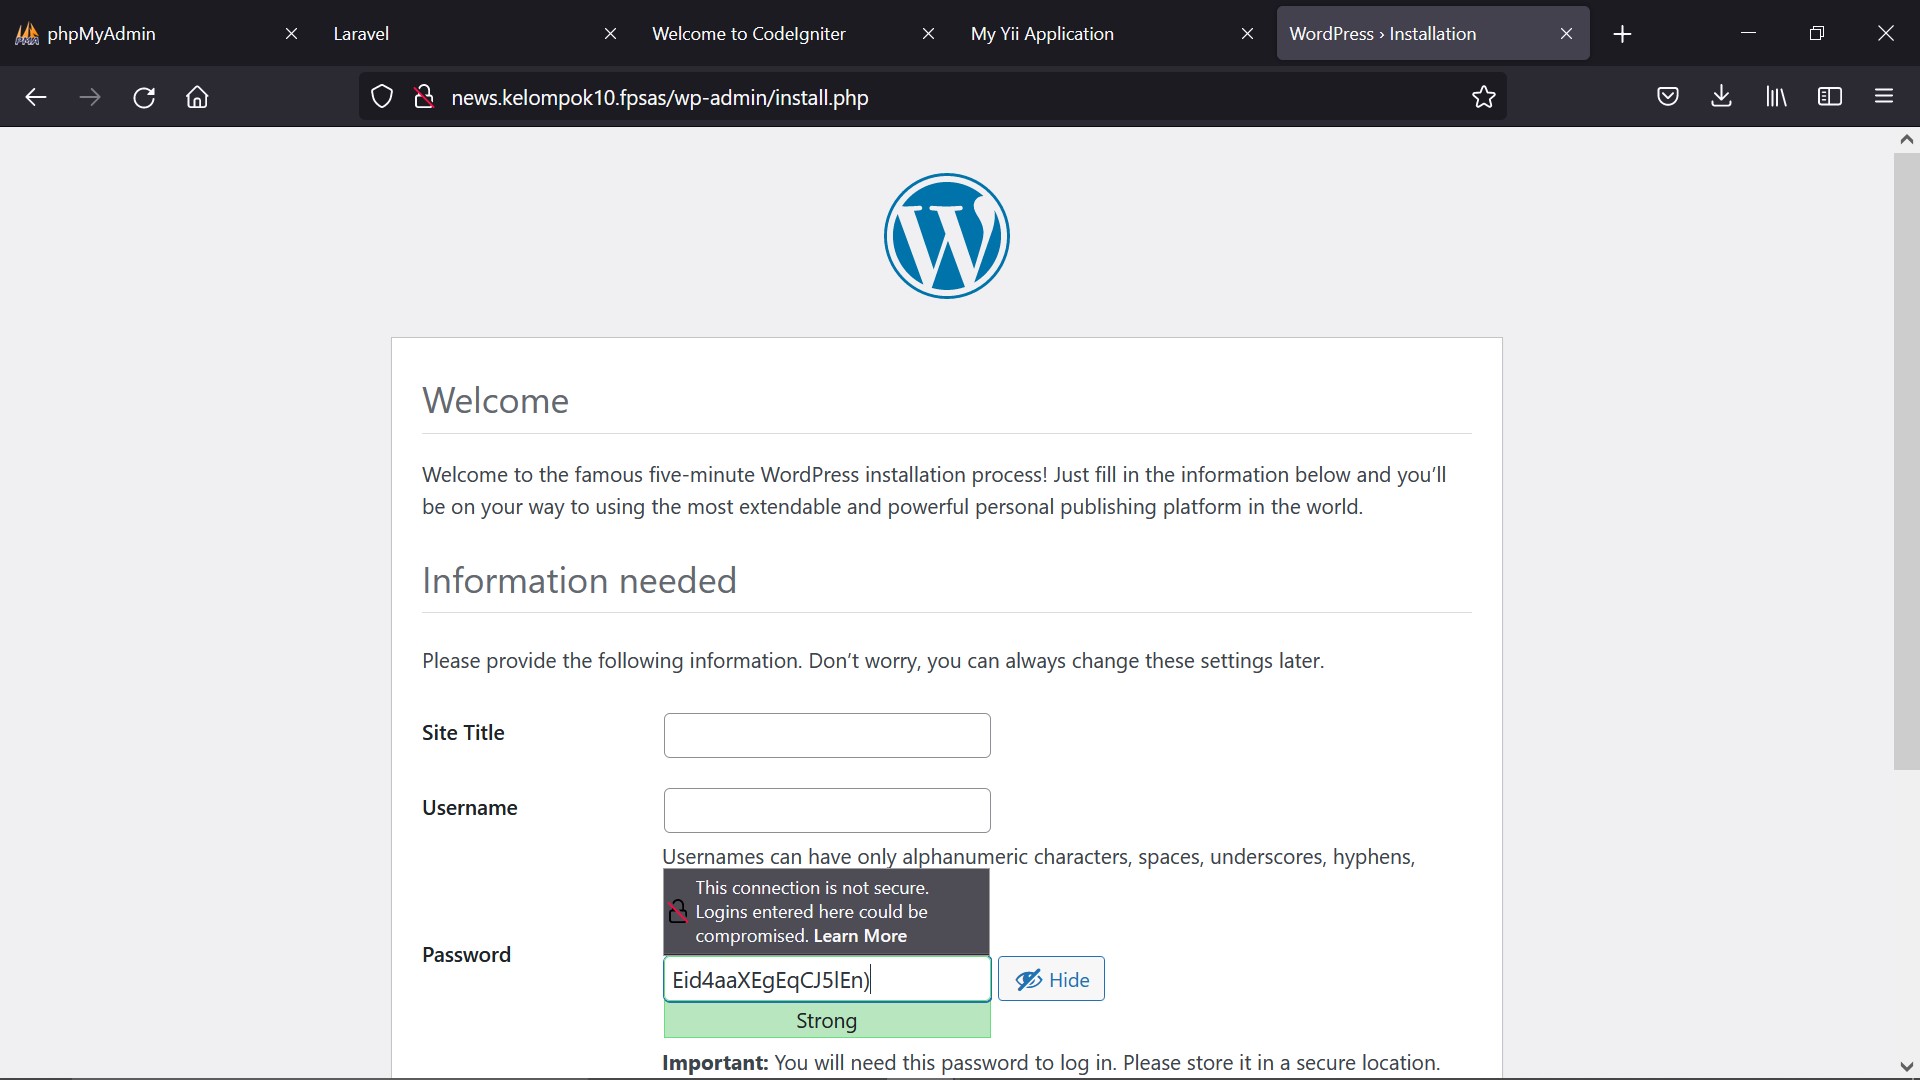 phpMyAdmin
Laravel
Welcome to CodeIgniter
My Yii Application
WordPress › Installation
news.kelompok10.fpsas/wp-admin/install.php
Welcome
Welcome to the famous five-minute WordPress installation process! Just fill in the information below and you’ll
be on your way to using the most extendable and powerful personal publishing platform in the world.
Information needed
Please provide the following information. Don’t worry, you can always change these settings later.
Site Title
Username
Usernames can have only alphanumeric characters, spaces, underscores, hyphens,
This connection is not secure.
Logins entered here could be
compromised. Learn More
Password
Eid4aaXEgEqCJ5lEn)
Hide
Strong
Important: You will need this password to log in. Please store it in a secure location.